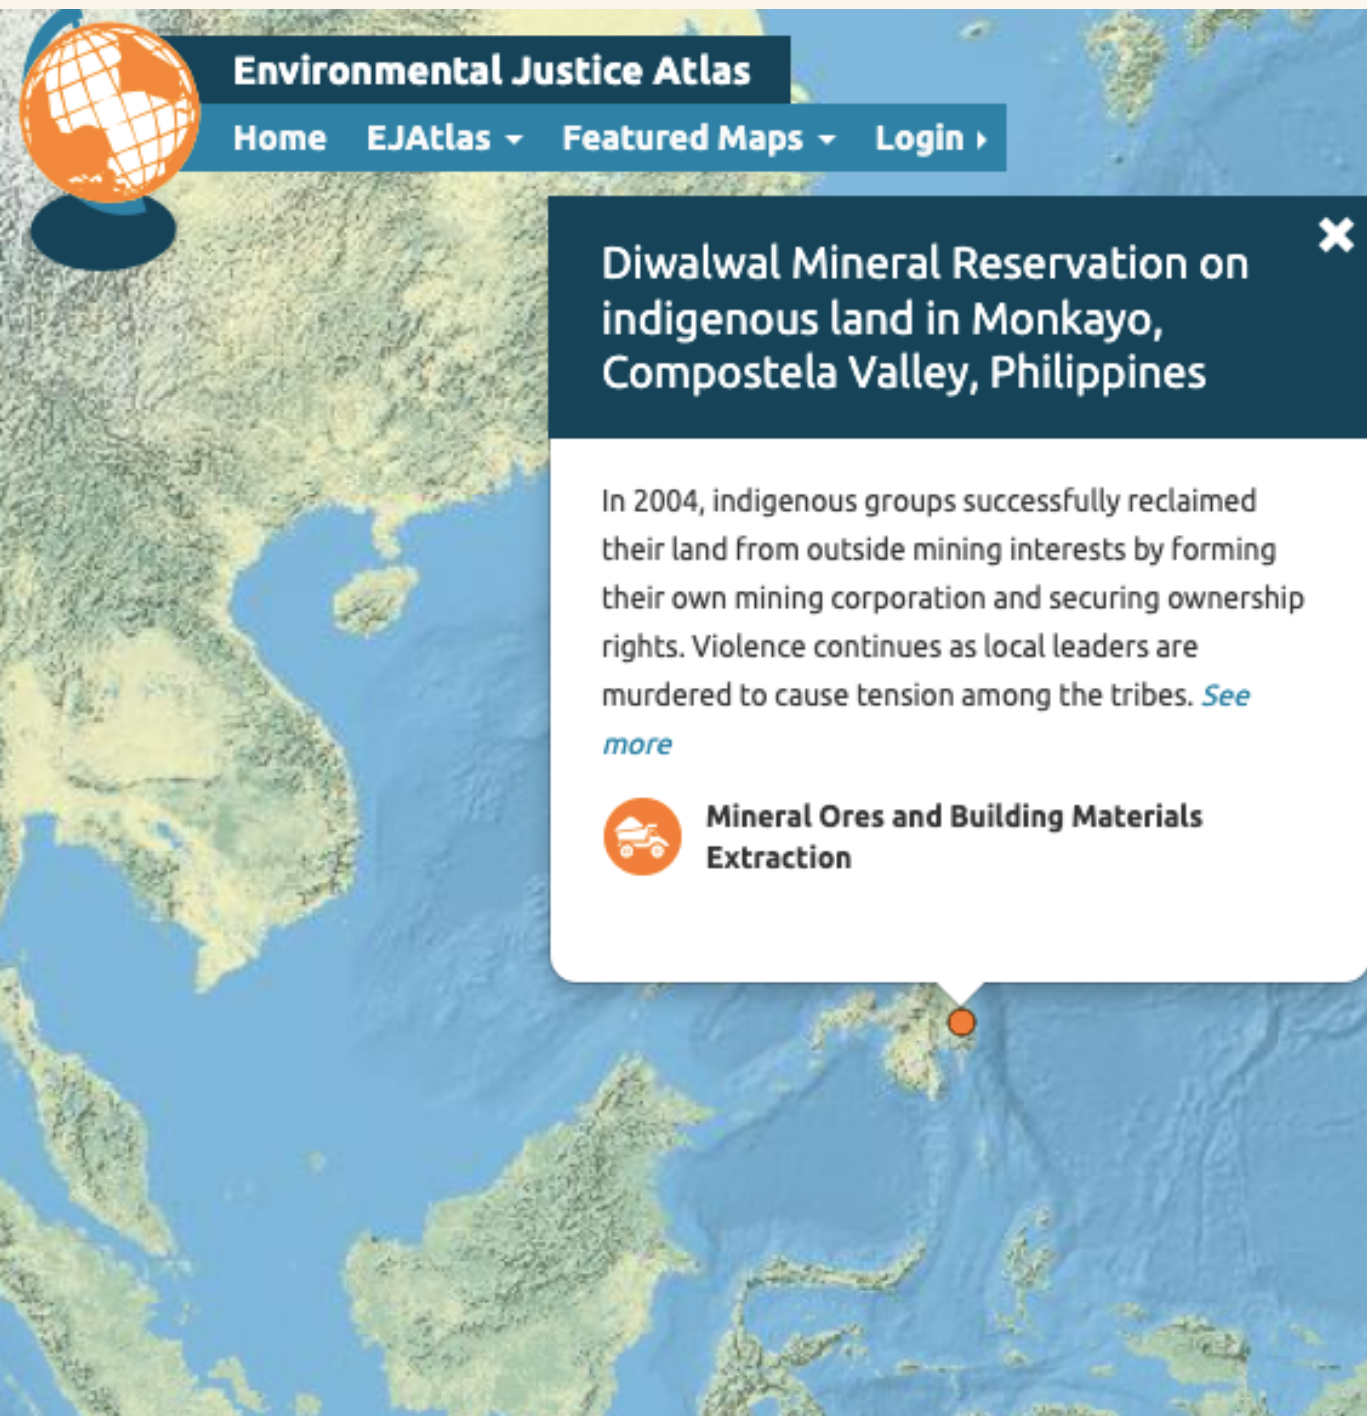 Environmental Justice Atlas
Home EJAtlas Featured Maps Login
Diwalwal Mineral Reservation on
indigenous land in Monkayo,
Compostela Valley, Philippines
In 2004, indigenous groups successfully reclaimed
their land from outside mining interests by forming
their own mining corporation and securing ownership
rights. Violence continues as local leaders are
murdered to cause tension among the tribes. See
more
Mineral Ores and Building Materials
Extraction